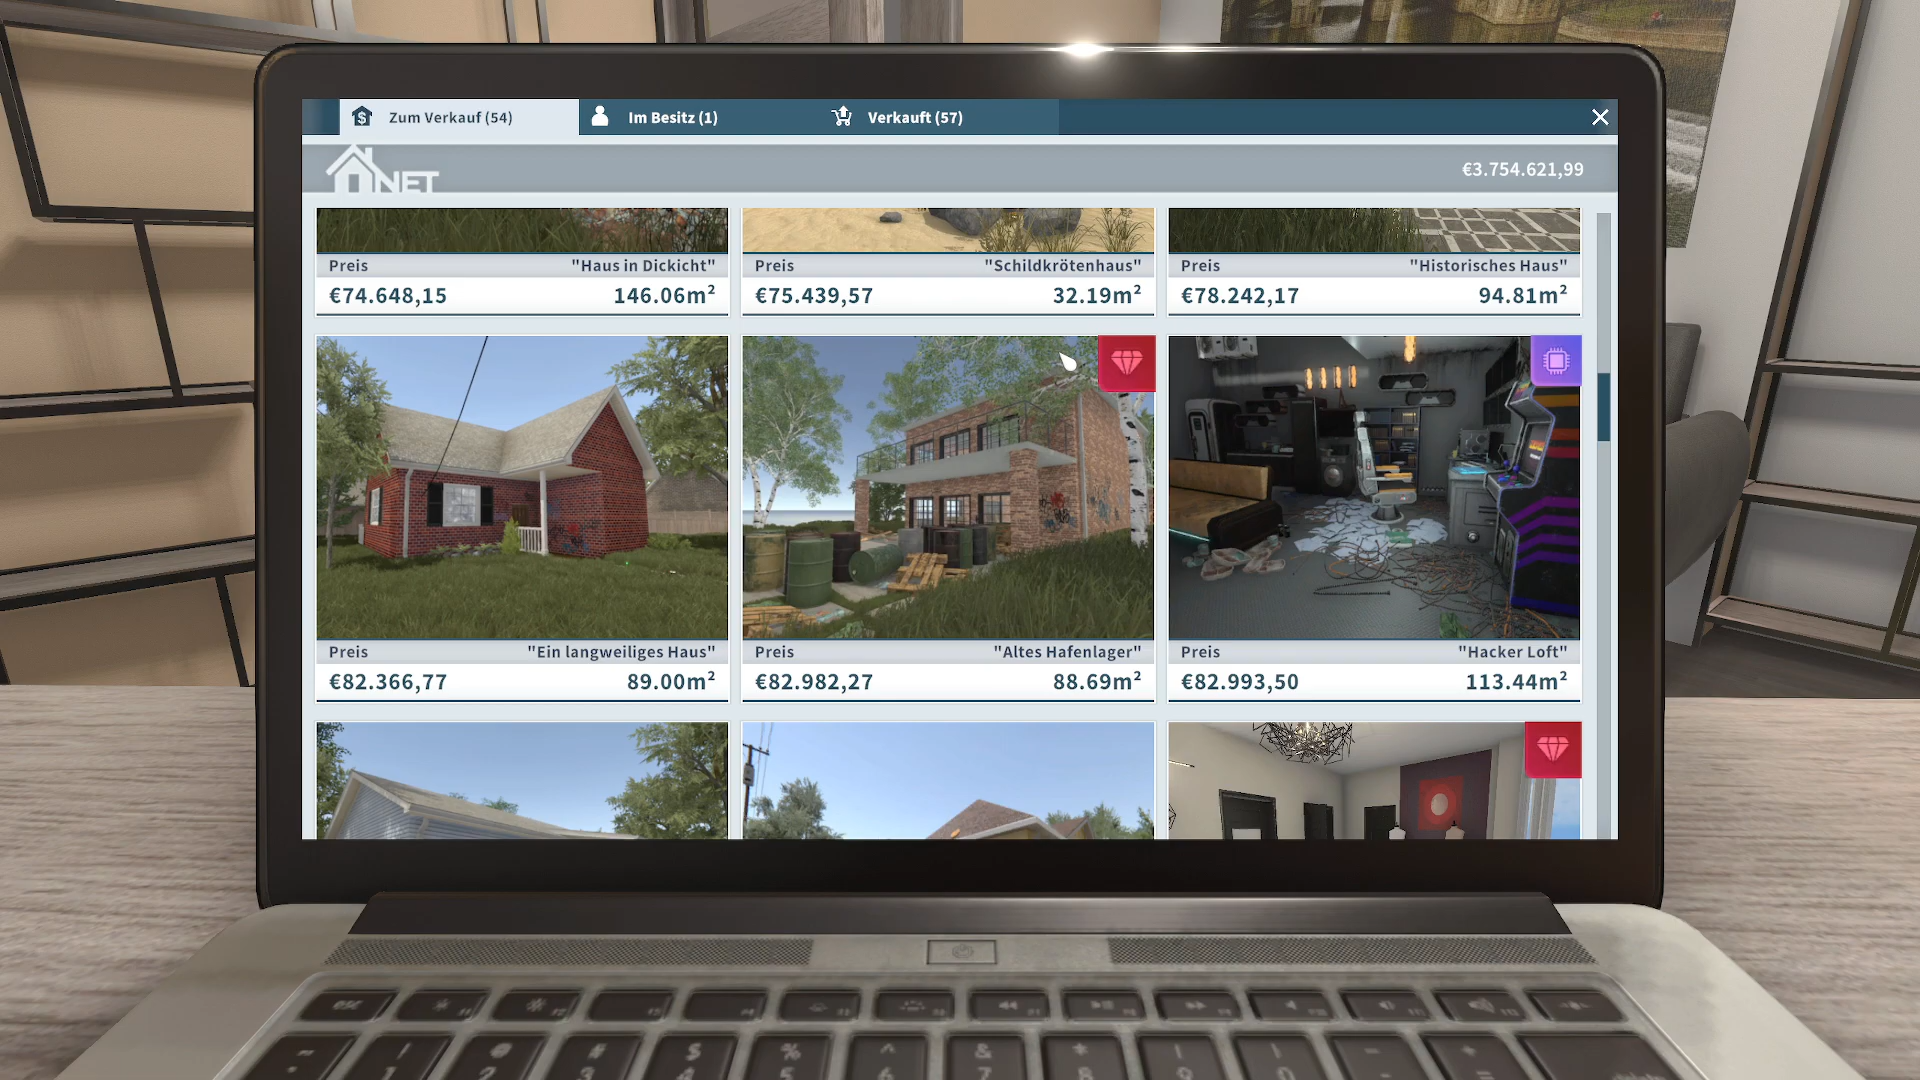 Zum Verkauf (54)
Im Besitz (1)
Verkauft (57)
NET
€3.754.621,99
Preis "Haus in Dickicht"
€74.648,15 146.06m²
Preis "Schildkrötenhaus"
€75.439,57 32.19m²
Preis "Historisches Haus"
€78.242,17 94.81m²
Preis "Ein langweiliges Haus"
€82.366,77 89.00m²
Preis "Altes Hafenlager"
€82.982,27 88.69m²
Preis "Hacker Loft"
€82.993,50 113.44m²
esc